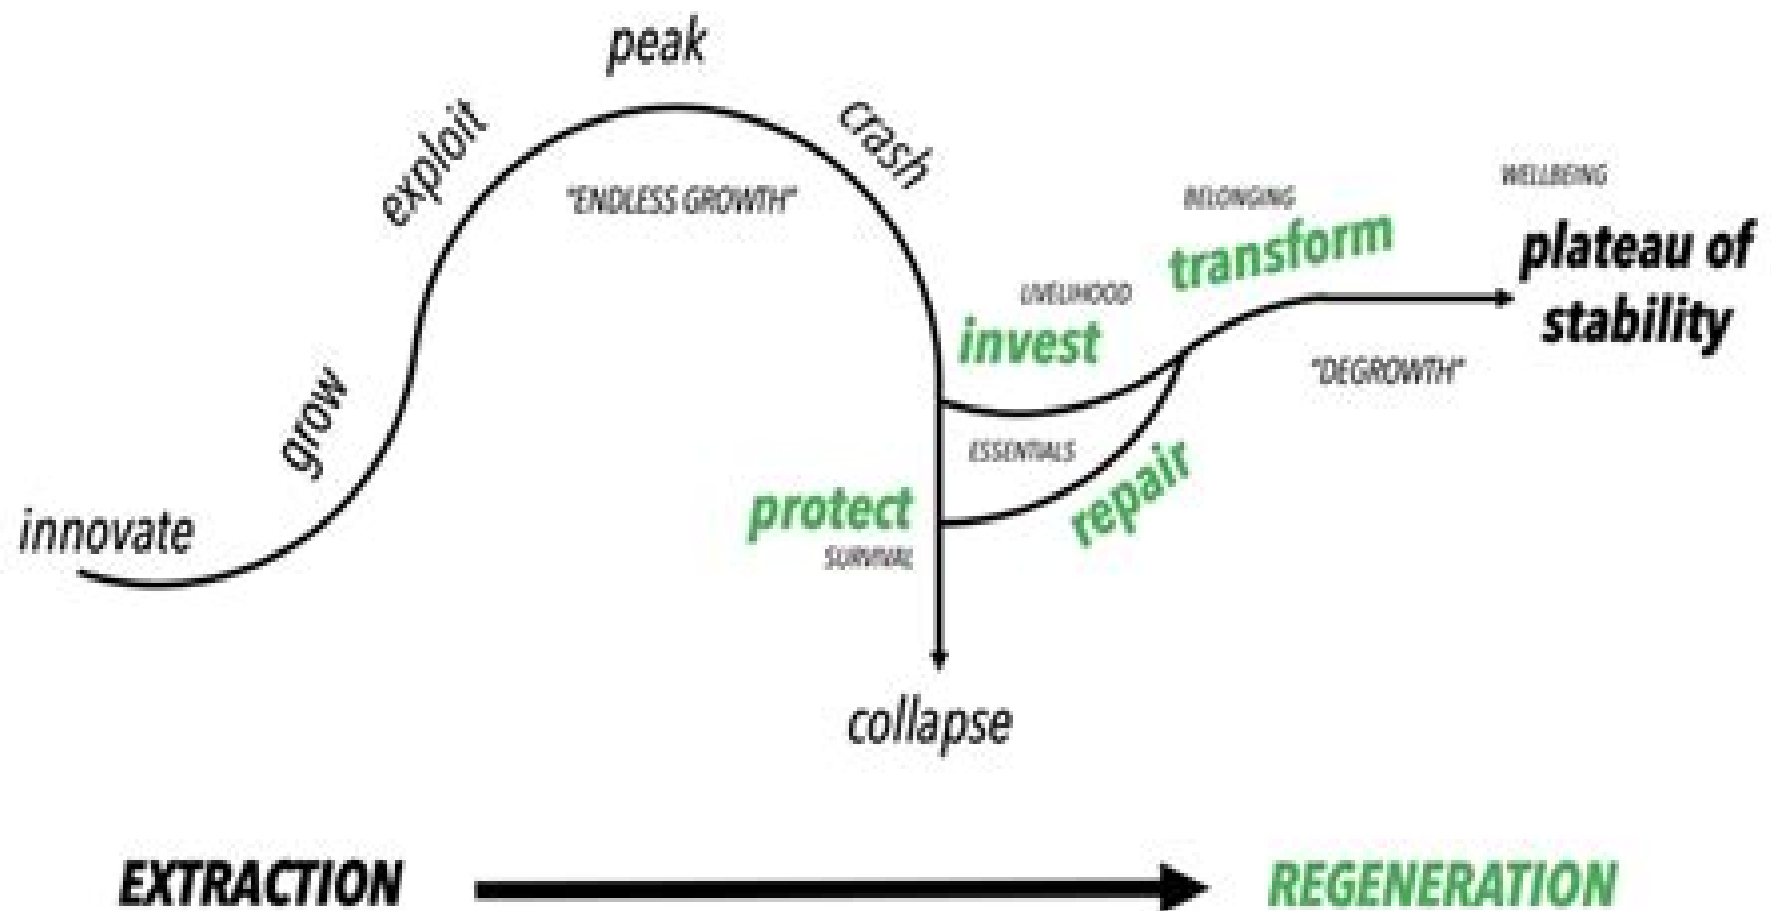 peak
exploit
crash
"ENDLESS GROWTH"
grow
innovate
WELLBEING
BELONGING
transform
plateau of
stability
LIVELIHOOD
invest
"DEGROWTH"
ESSENTIALS
repair
protect
SURVIVAL
collapse
EXTRACTION
REGENERATION